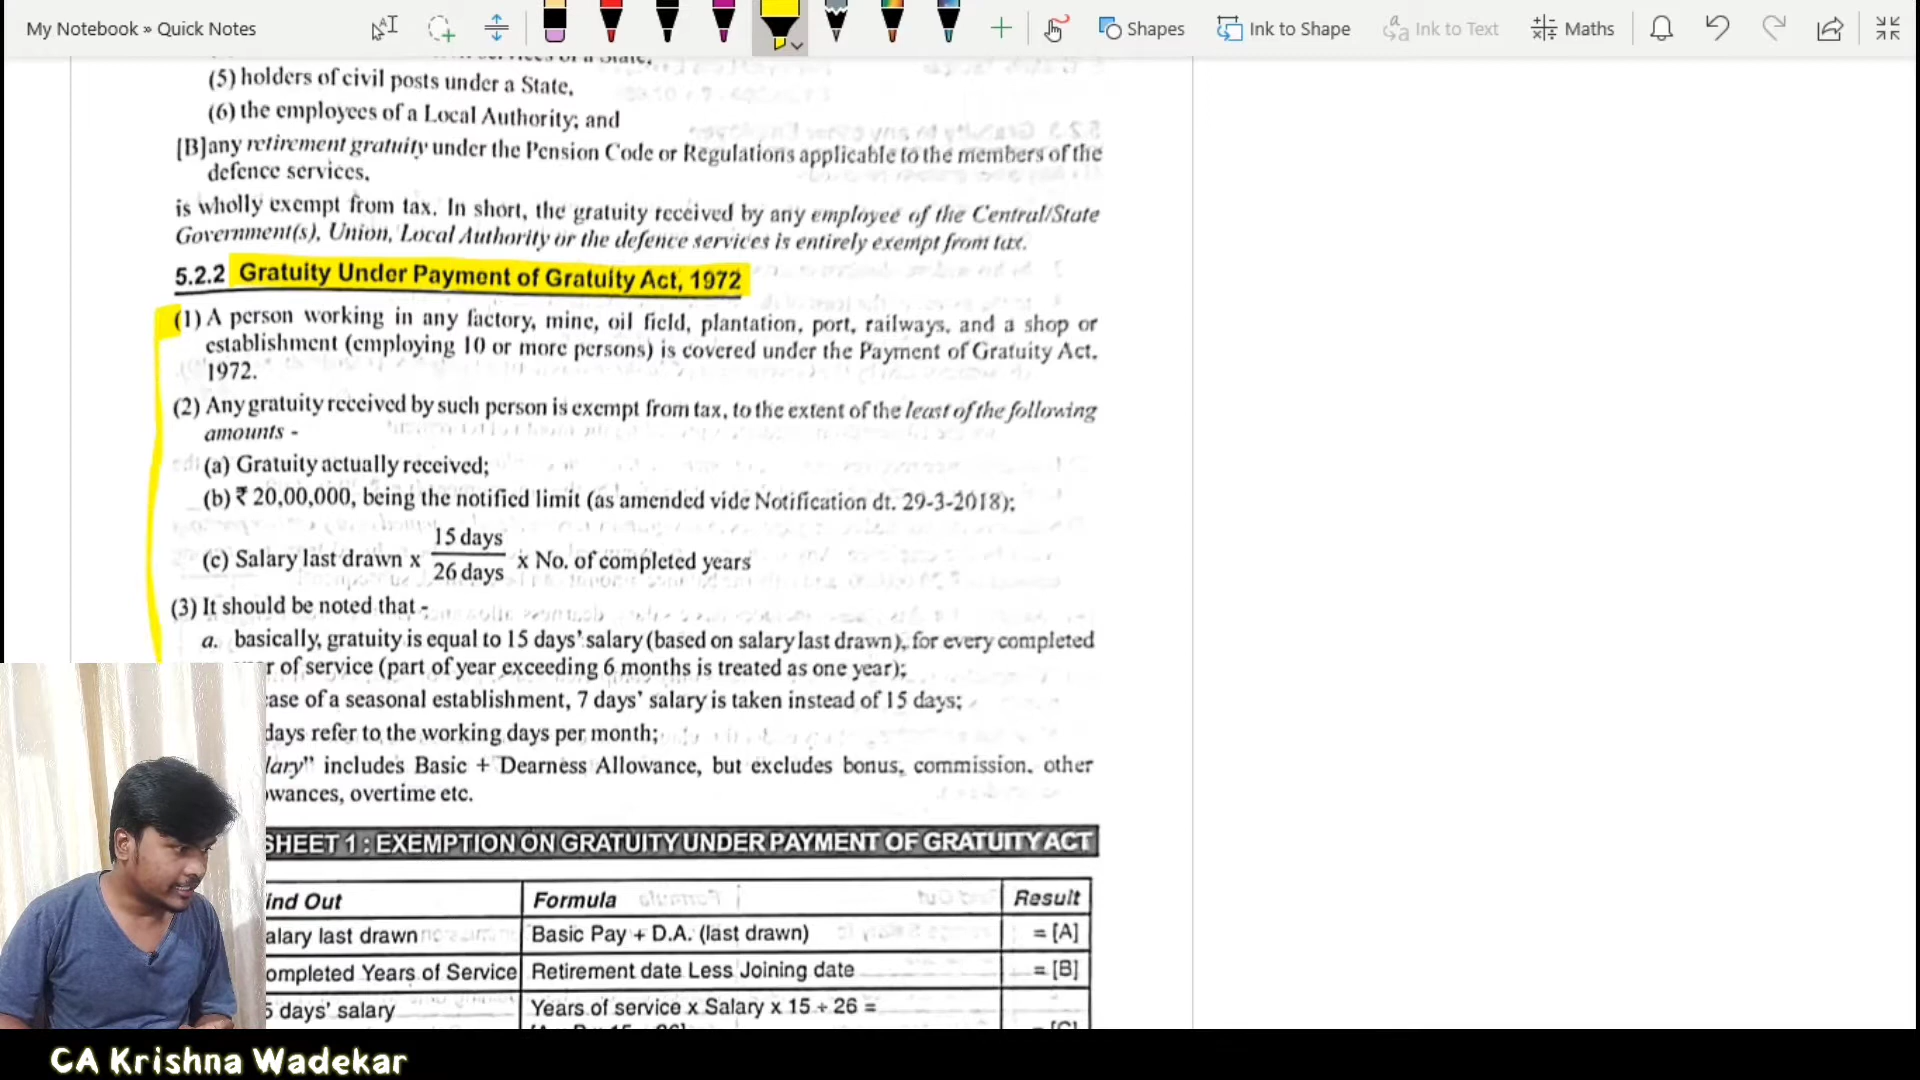 My Notebook » Quick Notes
Shapes
Ink to Shape
Ink to Text
Maths
(5) holders of civil posts under a State,
(6) the employees of a Local Authority; and
[B] any retirement gratuity under the Pension Code or Regulations applicable to the members of the
defence services,
is wholly exempt from tax. In short, the gratuity received by any employee of the Central/State
Government(s), Union, Local Authority or the defence services is entirely exempt from tax.
5.2.2 Gratuity Under Payment of Gratuity Act, 1972
(1) A person working in any factory, mine, oil field, plantation, port, railways, and a shop or
establishment (employing 10 or more persons) is covered under the Payment of Gratuity Act,
1972.
(2) Any gratuity received by such person is exempt from tax, to the extent of the least of the following
amounts -
(a) Gratuity actually received;
(b) ₹ 20,00,000, being the notified limit (as amended vide Notification dt. 29-3-2018);
15 days
(c) Salary last drawn x x No. of completed years
26 days
(3) It should be noted that -
a. basically, gratuity is equal to 15 days' salary (based on salary last drawn), for every completed
r of service (part of year exceeding 6 months is treated as one year);
ase of a seasonal establishment, 7 days' salary is taken instead of 15 days;
days refer to the working days per month;
lary" includes Basic + Dearness Allowance, but excludes bonus, commission, other
owances, overtime etc.
SHEET 1 : EXEMPTION ON GRATUITY UNDER PAYMENT OF GRATUITY ACT
ind Out Formula Result
alary last drawn Basic Pay + D.A. (last drawn) = [A]
ompleted Years of Service Retirement date Less Joining date = [B]
5 days' salary Years of service x Salary x 15 ÷ 26 =
CA Krishna Wadekar